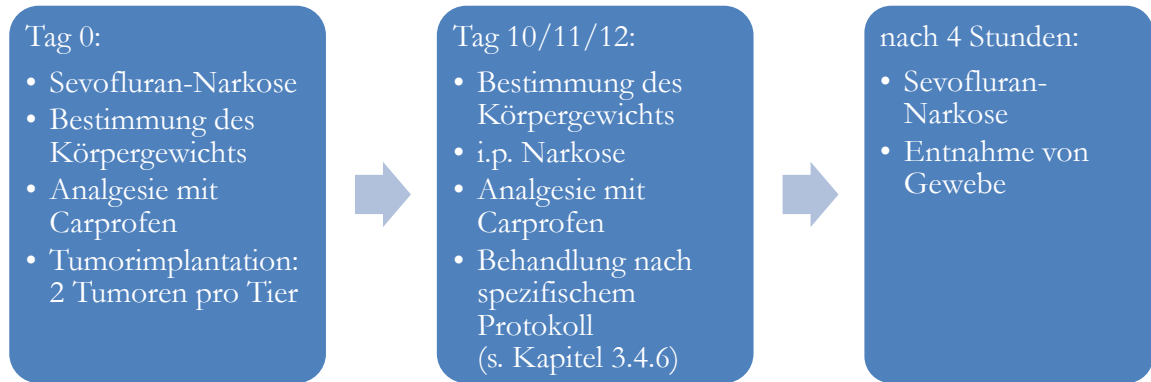 Tag 0:
• Sevofluran-Narkose
• Bestimmung des
Körpergewichts
• Analgesie mit
Carprofen
• Tumorimplantation:
2 Tumoren pro Tier
Tag 10/11/12:
• Bestimmung des
Körpergewichts
• i.p. Narkose
• Analgesie mit
Carprofen
• Behandlung nach
spezifischem
Protokoll
(s. Kapitel 3.4.6)
nach 4 Stunden:
• Sevofluran-
Narkose
• Entnahme von
Gewebe